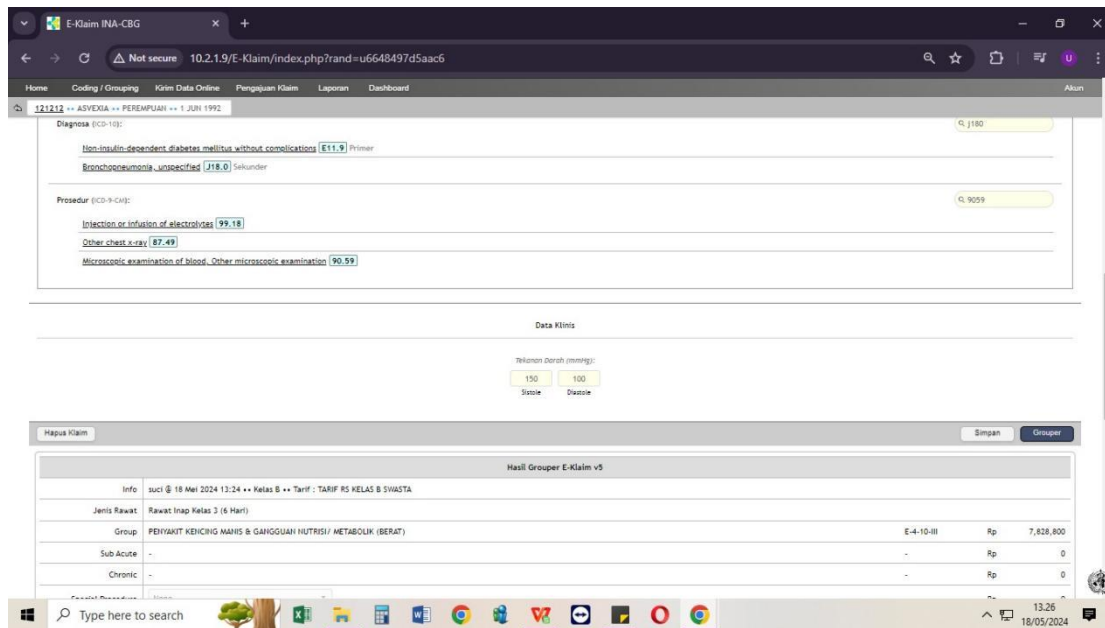 E-Klaim INA-CBG
Not secure 10.2.1.9/E-Klaim/index.php?rand=u6648497d5aac6
U
Home Coding / Grouping Kirim Data Online Pengajuan Klaim Laporan Dashboard Akun
121212 •• ASVEXIA •• PEREMPUAN •• 1 JUN 1992
Diagnosa (ICD-10): j180
Non-insulin-dependent diabetes mellitus without complications E11.9 Primer
Bronchopneumonia, unspecified J18.0 Sekunder
Prosedur (ICD-9-CM): 9059
Injection or infusion of electrolytes 99.18
Other chest x-ray 87.49
Microscopic examination of blood, Other microscopic examination 90.59
Data Klinis
Tekanan Darah (mmHg):
150 100
Sistole Diastole
Hapus Klaim Simpan Grouper
Hasil Grouper E-Klaim v5
Info suci @ 18 Mei 2024 13:24 •• Kelas B •• Tarif : TARIF RS KELAS B SWASTA
Jenis Rawat Rawat Inap Kelas 3 (6 Hari)
Group PENYAKIT KENCING MANIS & GANGGUAN NUTRISI/ METABOLIK (BERAT) E-4-10-III Rp 7,828,800
Sub Acute - - Rp 0
Chronic - - Rp 0
Special Procedure None - Rp 0
Type here to search 13.26
18/05/2024